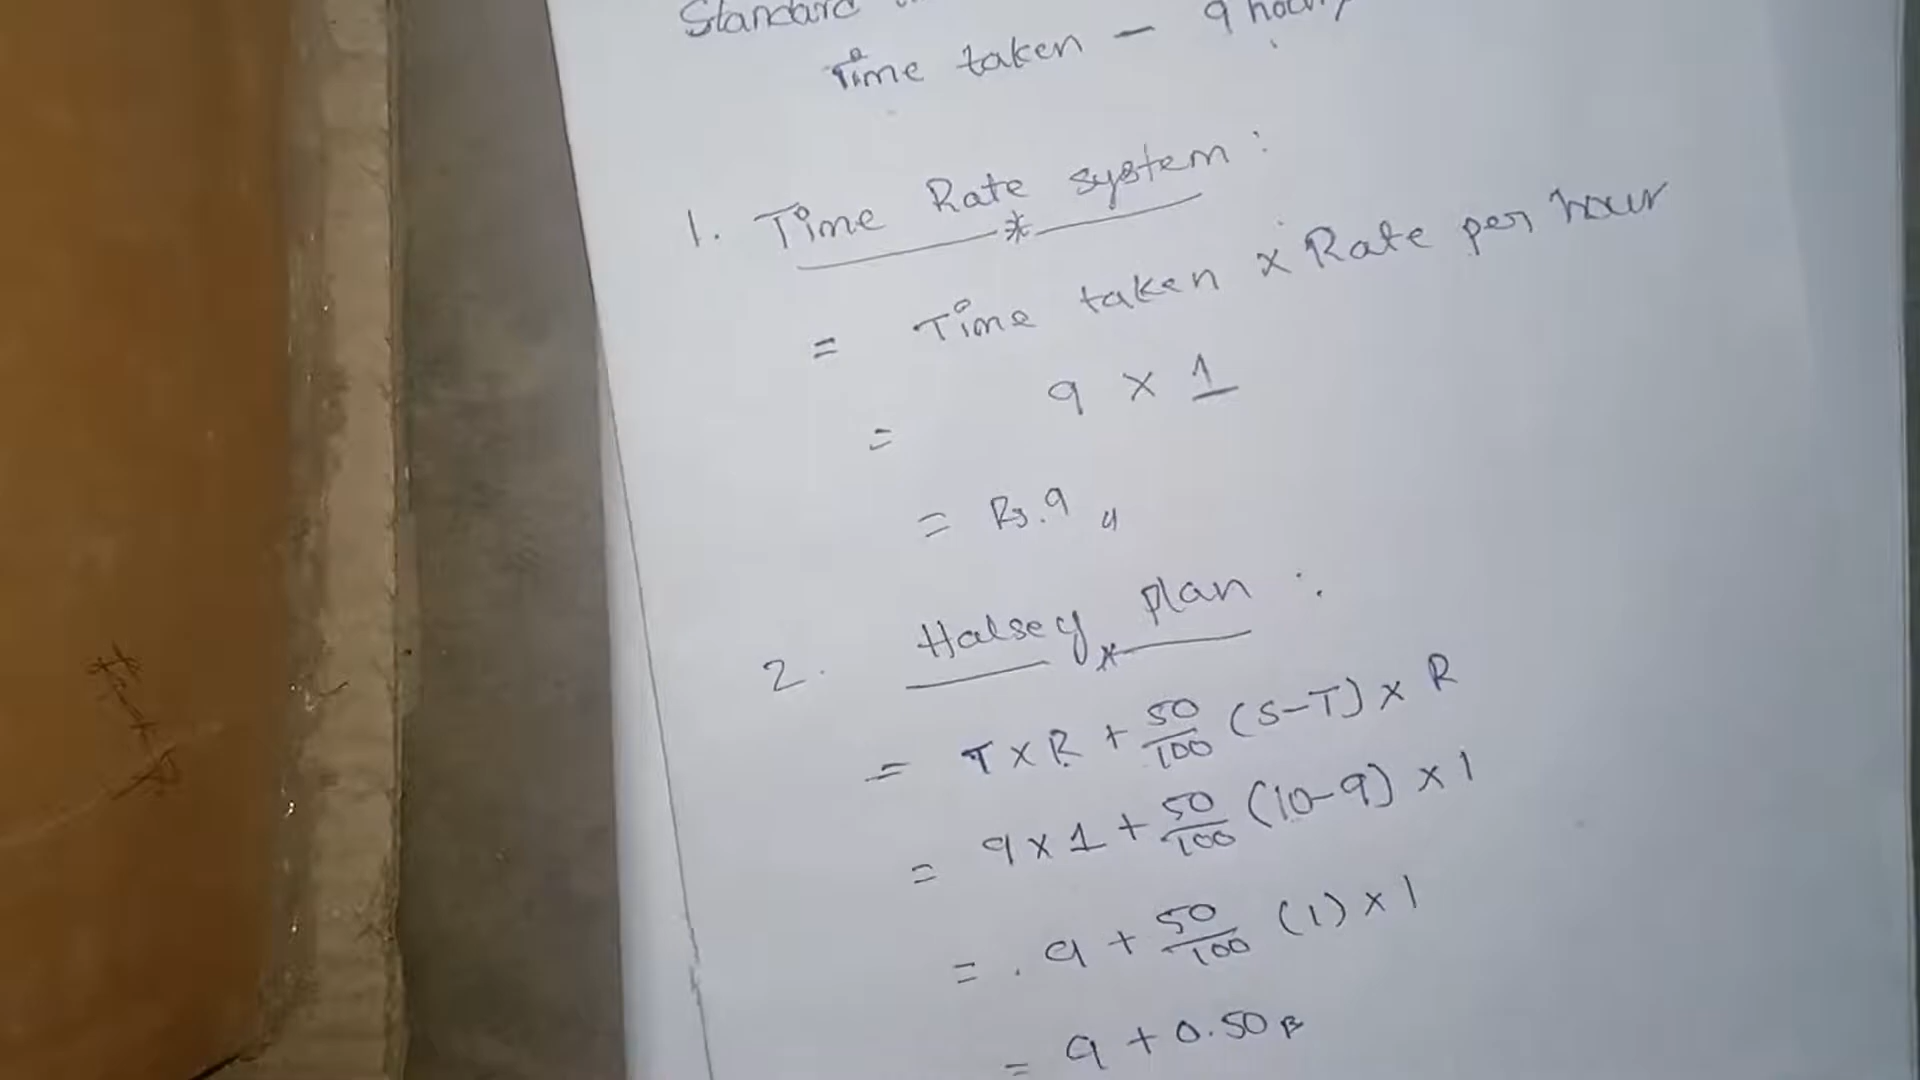 Standard
Time taken - 9 hours
1. Time Rate system :
= Time taken x Rate per hour
= 9 x 1
= Rs. 9
2. Halsey plan :
= T x R + 50/100 (S-T) x R
= 9 x 1 + 50/100 (10-9) x 1
= . 9 + 50/100 (1) x 1
= 9 + 0.50